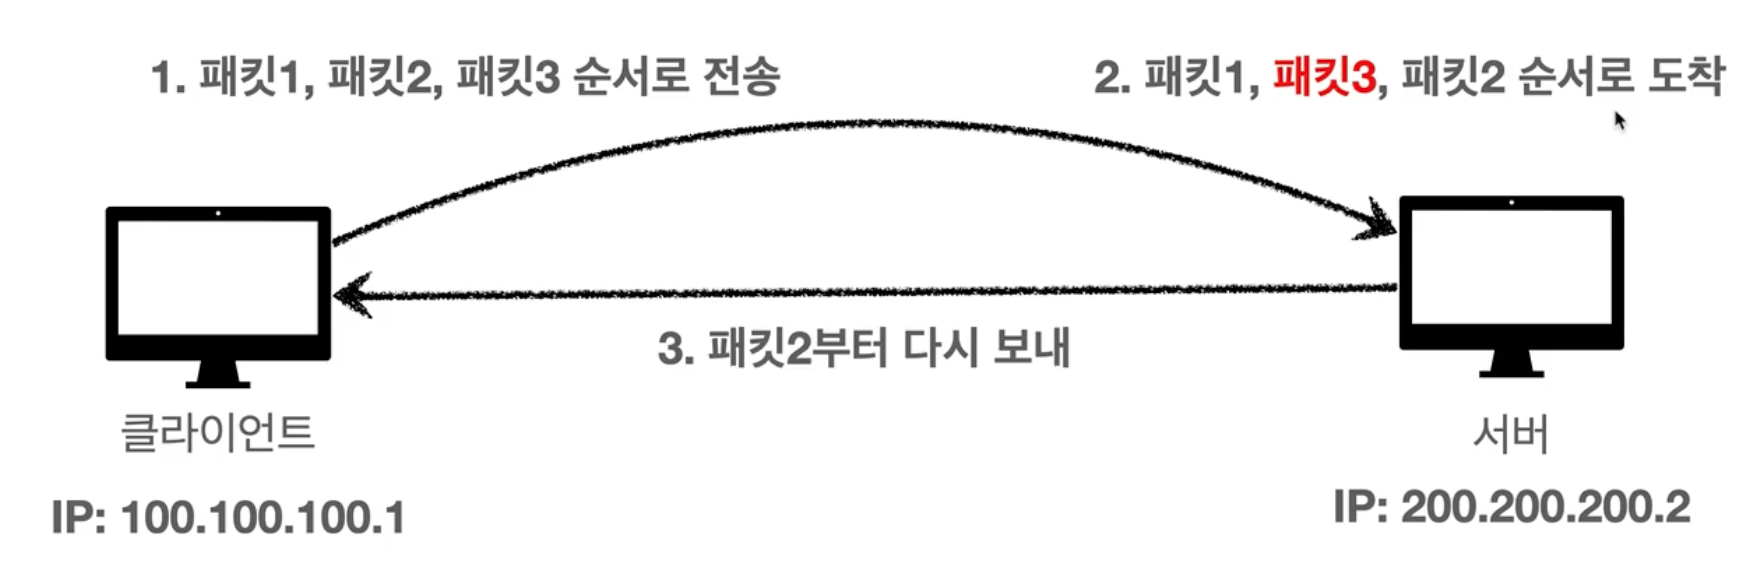 1. 패킷1, 패킷2, 패킷3 순서로 전송
2. 패킷1, 패킷3, 패킷2 순서로 도착
3. 패킷2부터 다시 보내
클라이언트
서버
IP: 100.100.100.1
IP: 200.200.200.2